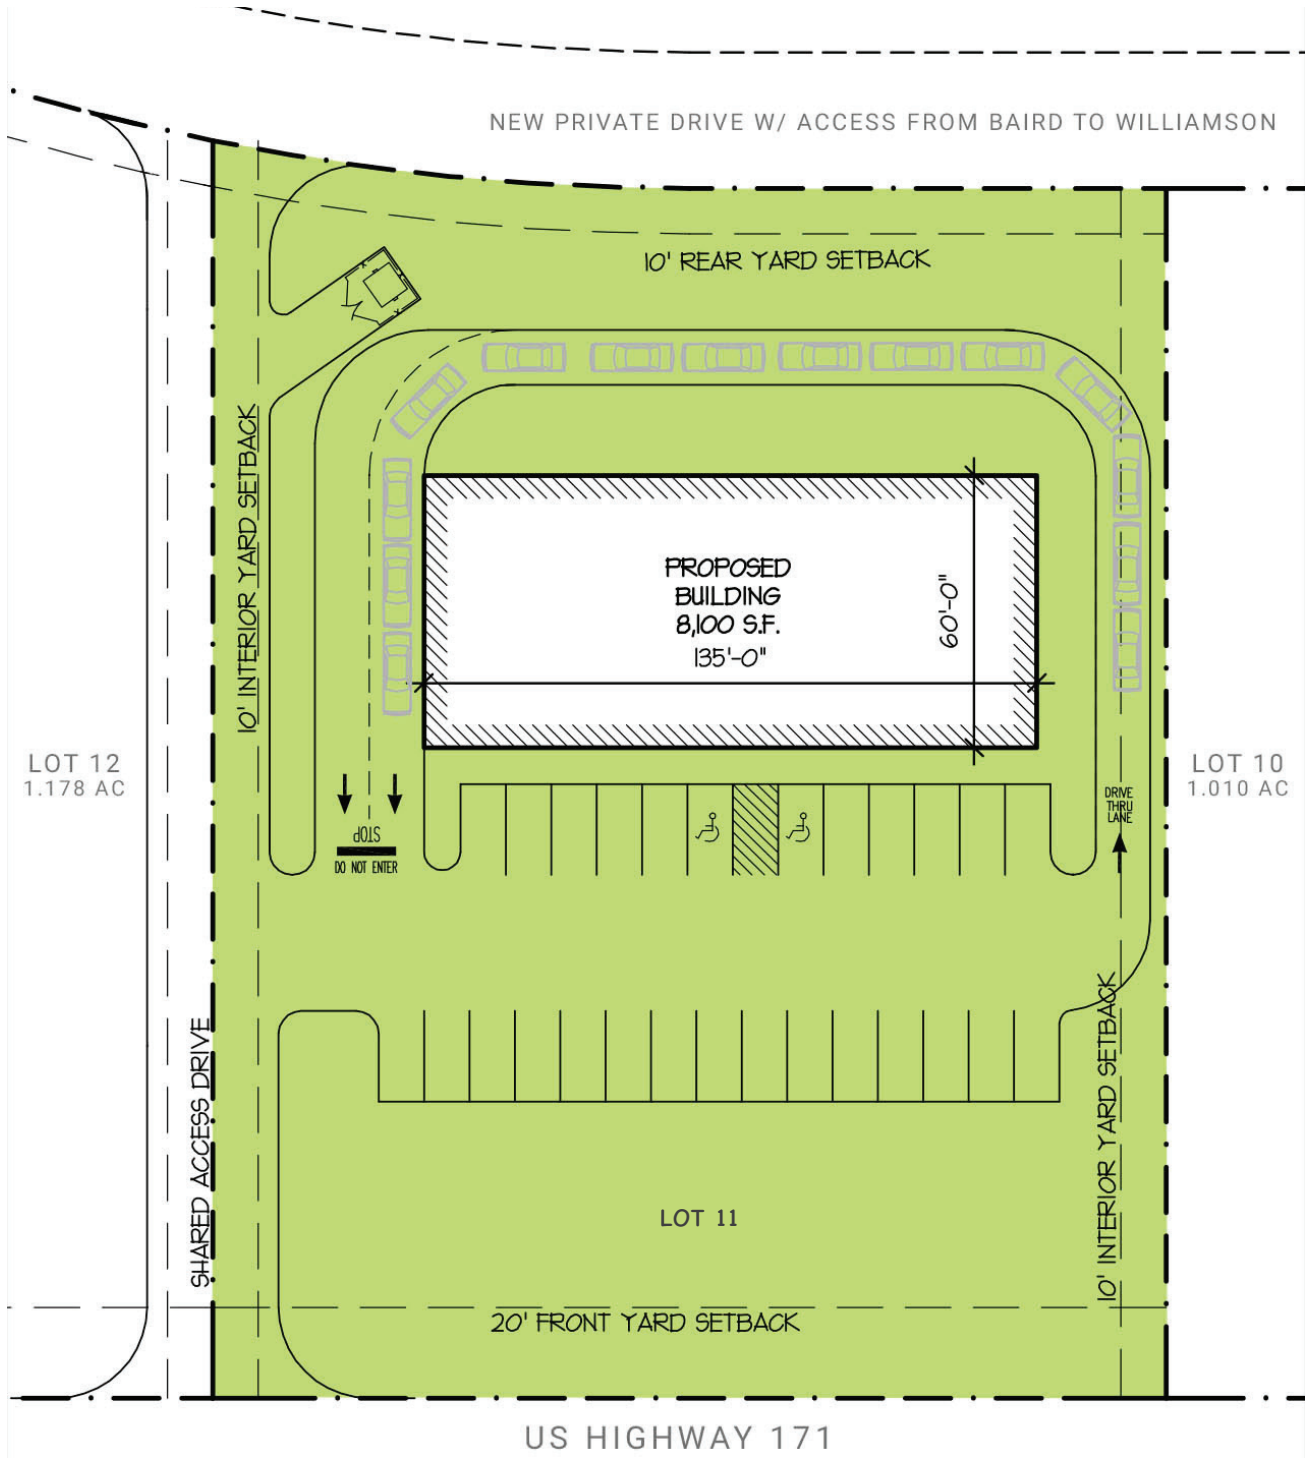 NEW PRIVATE DRIVE W/ ACCESS FROM BAIRD TO WILLIAMSON
10' REAR YARD SETBACK
10' INTERIOR YARD SETBACK
PROPOSED
BUILDING
8,100 S.F.
135'-0"
60'-0"
LOT 12
1.178 AC
LOT 10
1.010 AC
DRIVE
THRU
LANE
STOP
DO NOT ENTER
SHARED ACCESS DRIVE
10' INTERIOR YARD SETBACK
LOT 11
20' FRONT YARD SETBACK
US HIGHWAY 171